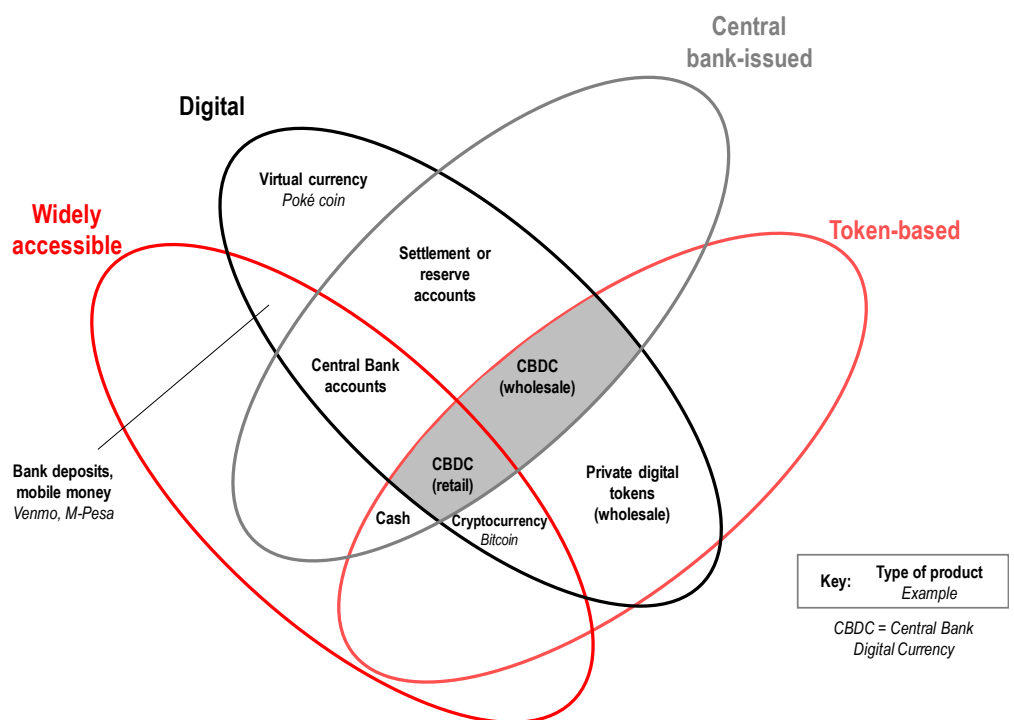 Central
bank-issued
Digital
Virtual currency
Poké coin
Widely
accessible
Token-based
Settlement or
reserve
accounts
Central Bank
accounts
CBDC
(wholesale)
Bank deposits,
mobile money
Venmo, M-Pesa
CBDC
(retail)
Private digital
tokens
(wholesale)
Cash
Cryptocurrency
Bitcoin
Key:
Type of product
Example
CBDC = Central Bank
Digital Currency